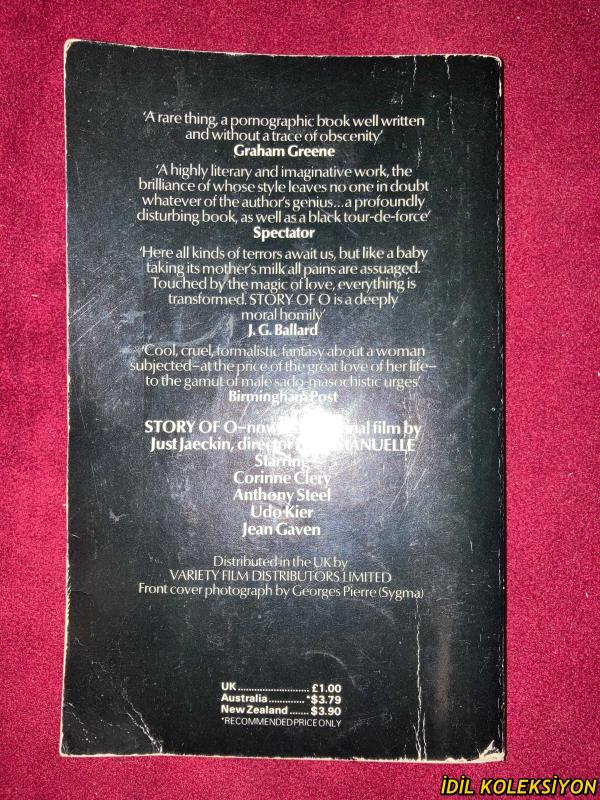 'A rare thing, a pornographic book well written
and without a trace of obscenity'
Graham Greene
'A highly literary and imaginative work, the
brilliance of whose style leaves no one in doubt
whatever of the author's genius...a profoundly
disturbing book, as well as a black tour-de-force'
Spectator
'Here all kinds of terrors await us, but like a baby
taking its mother's milk all pains are assuaged.
Touched by the magic of love, everything is
transformed. STORY OF O is a deeply
moral homily'
J. G. Ballard
'Cool, cruel, formalistic fantasy about a woman
subjected—at the price of the great love of her life—
to the gamut of male sado-masochistic urges'
Birmingham Post
STORY OF O—now film by
Just Jaeckin, director
Starring
Corinne Clery
Anthony Steel
Udo Kier
Jean Gaven
Distributed in the UK by
VARIETY FILM DISTRIBUTORS LIMITED
Front cover photograph by Georges Pierre (Sygma)
UK ........................ £1.00
Australia ............ *$3.79
New Zealand ...... $3.90
*RECOMMENDED PRICE ONLY
İDİL KOLEKSİYON